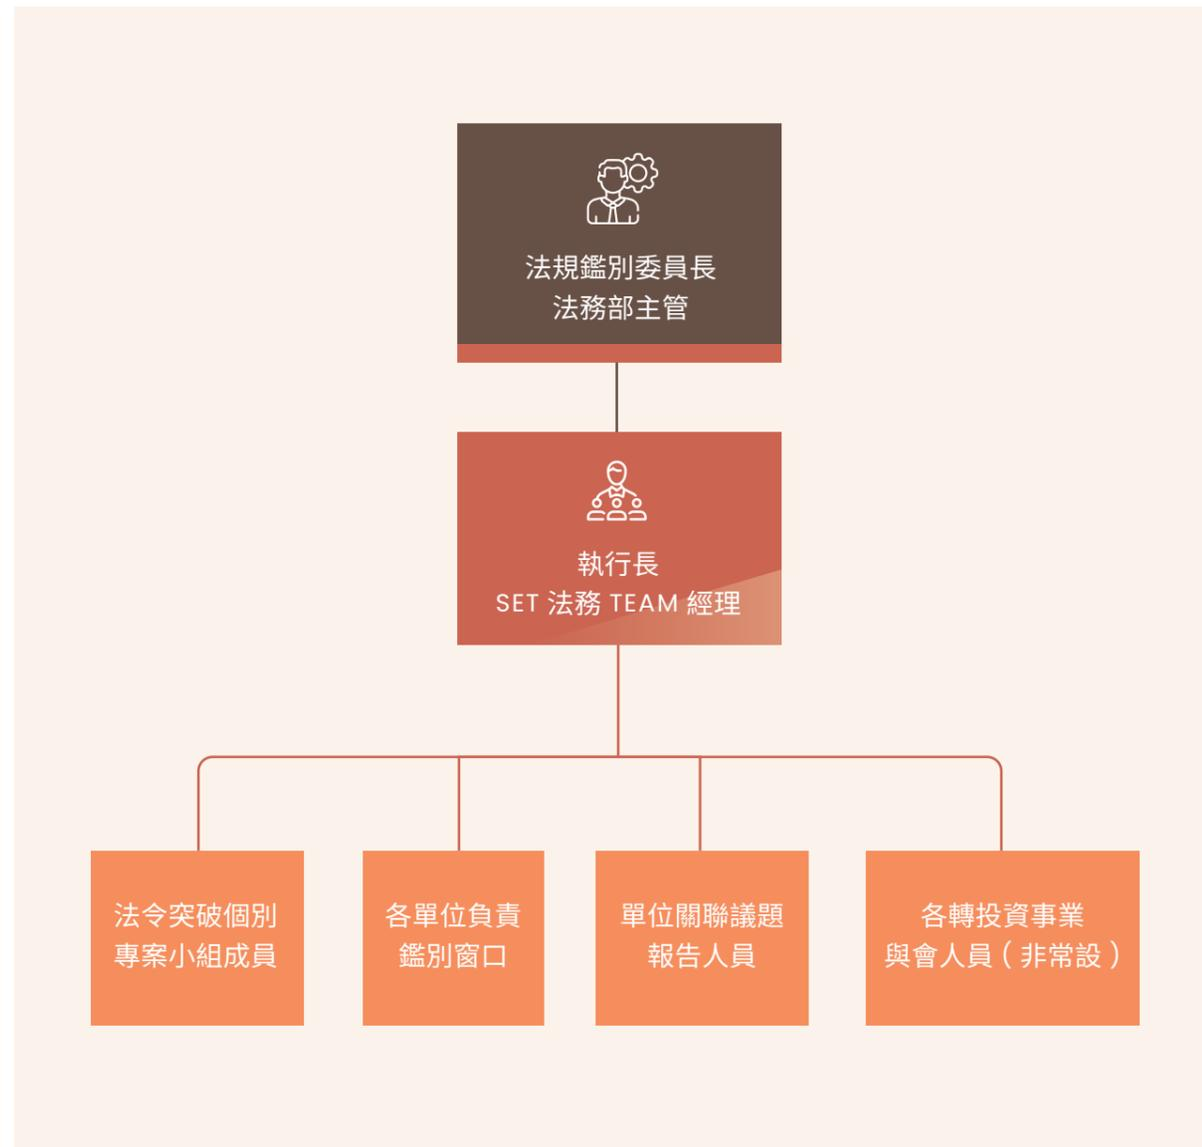 法規鑑別委員長
法務部主管
執行長
SET 法務 TEAM 經理
法令突破個別
專案小組成員
各單位負責
鑑別窗口
單位關聯議題
報告人員
各轉投資事業
與會人員 ( 非常設 )